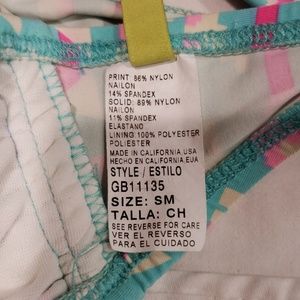 PRINT 86% NYLON
NAILON
14% SPANDEX
SOLID: 89% NYLON
NAILON
11% SPANDEX
ELASTANO
LINING 100% POLYESTER
POLIESTER
MADE IN CALIFORNIA, USA
HECHO EN CALIFORNIA, EUA
STYLE / ESTILO
GB11135
SIZE: SM
TALLA: CH
SEE REVERSE FOR CARE
VER EL REVERSO
PARA EL CUIDADO